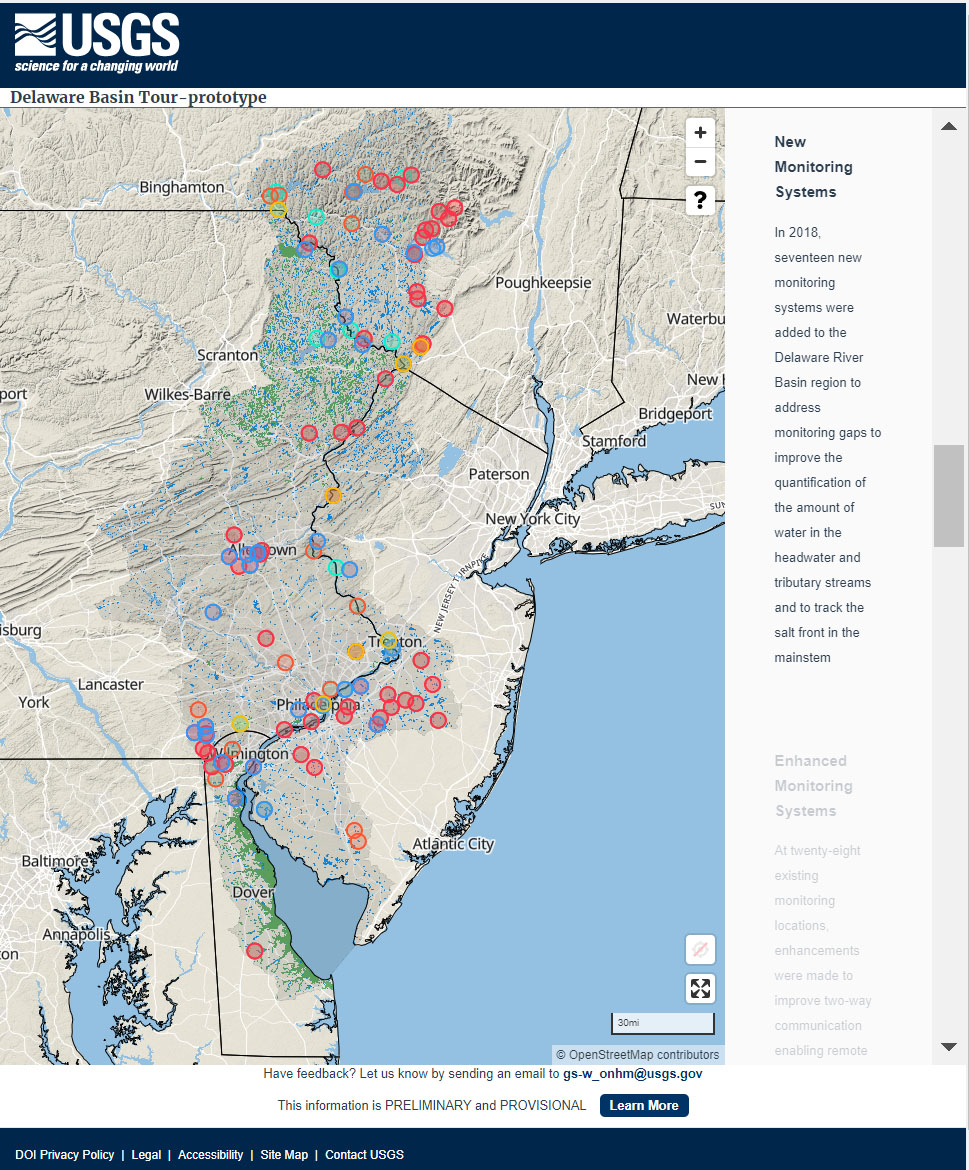 USGS
science for a changing world
Delaware Basin Tour-prototype
+
−
?
Binghamton
Poughkeepsie
Waterbu
Scranton
New H
port
Wilkes-Barre
Bridgeport
Stamford
Paterson
SUN
New York City
Allentown
NEW JERSEY TURNPIKE
isburg
Trenton
Lancaster
York
Philadelphia
Wilmington
Atlantic City
Baltimore
Dover
Annapolis
on
30mi
© OpenStreetMap contributors
New
Monitoring
Systems
In 2018,
seventeen new
monitoring
systems were
added to the
Delaware River
Basin region to
address
monitoring gaps to
improve the
quantification of
the amount of
water in the
headwater and
tributary streams
and to track the
salt front in the
mainstem
Enhanced
Monitoring
Systems
At twenty-eight
existing
monitoring
locations,
enhancements
were made to
improve two-way
communication
enabling remote
Have feedback? Let us know by sending an email to gs-w_onhm@usgs.gov
This information is PRELIMINARY and PROVISIONAL Learn More
DOI Privacy Policy | Legal | Accessibility | Site Map | Contact USGS